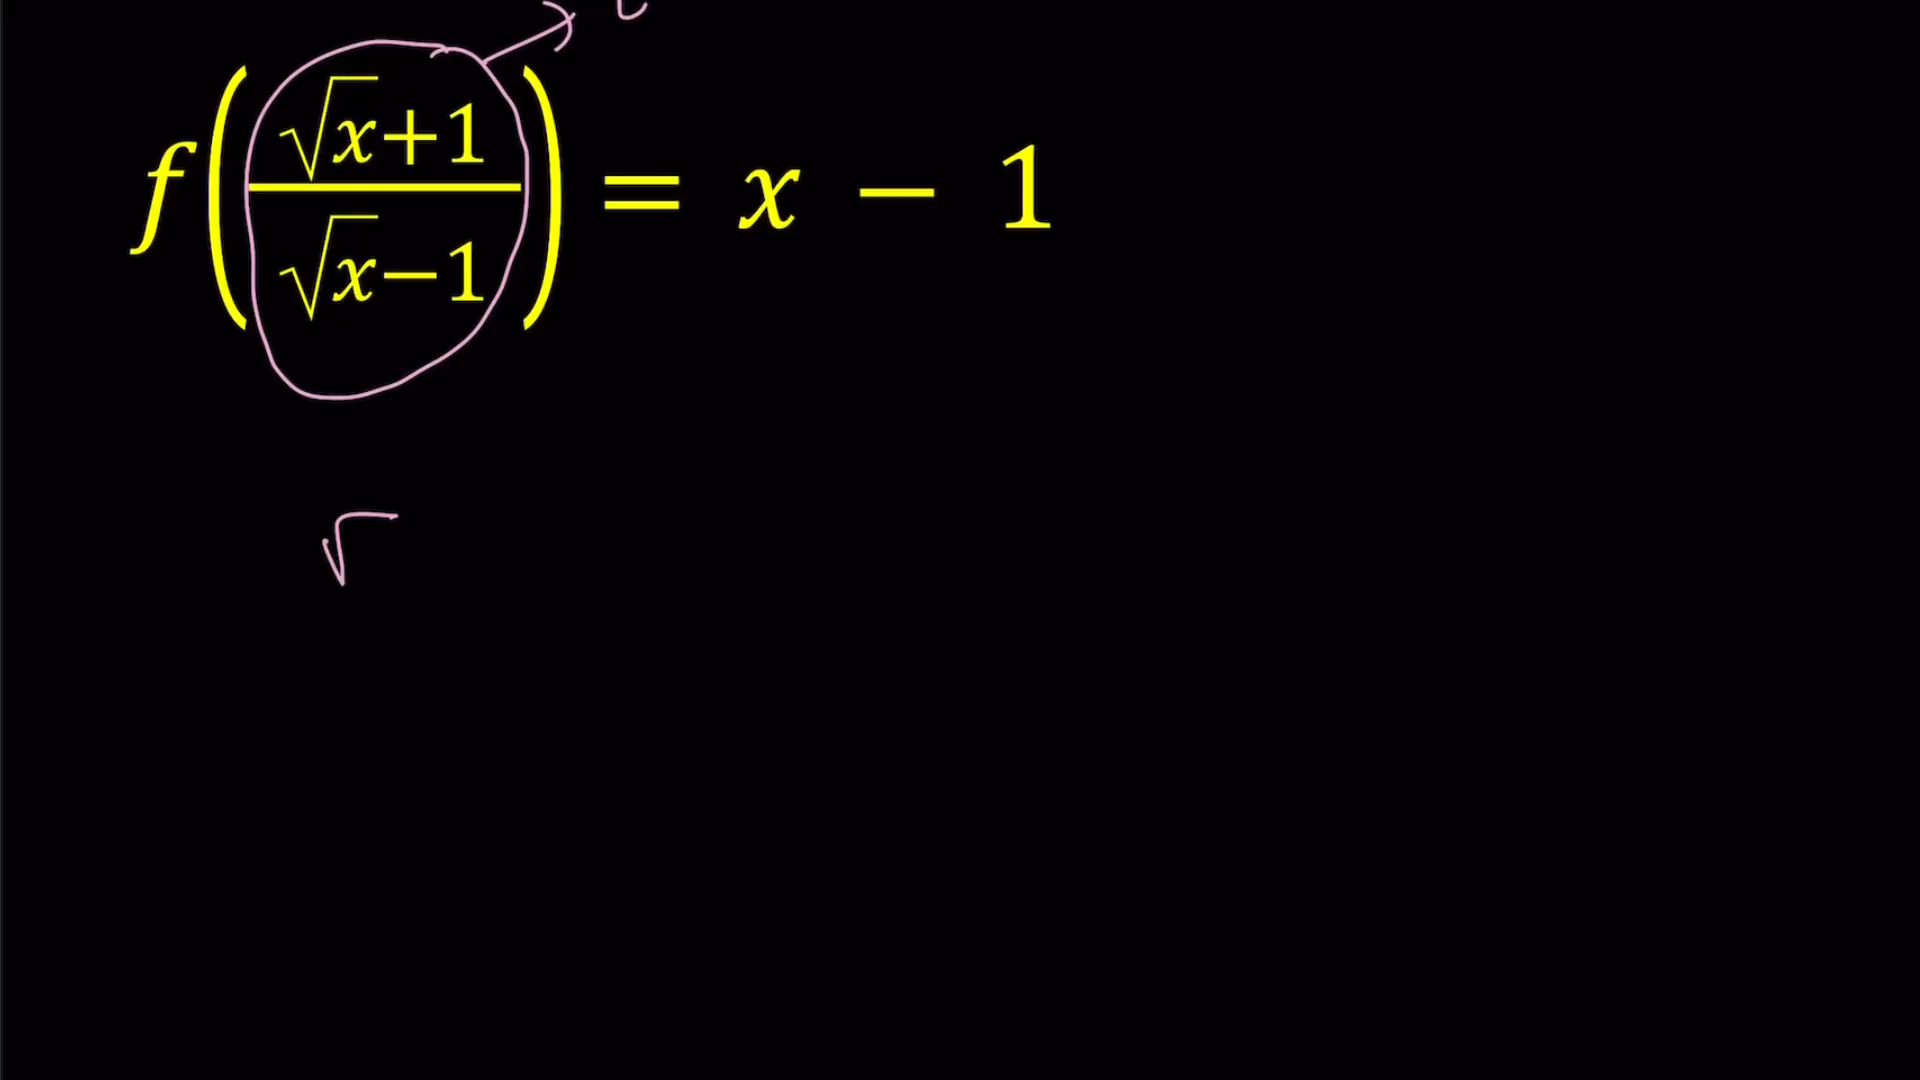 f(（√x+1)/(√x−1)) = x − 1
√